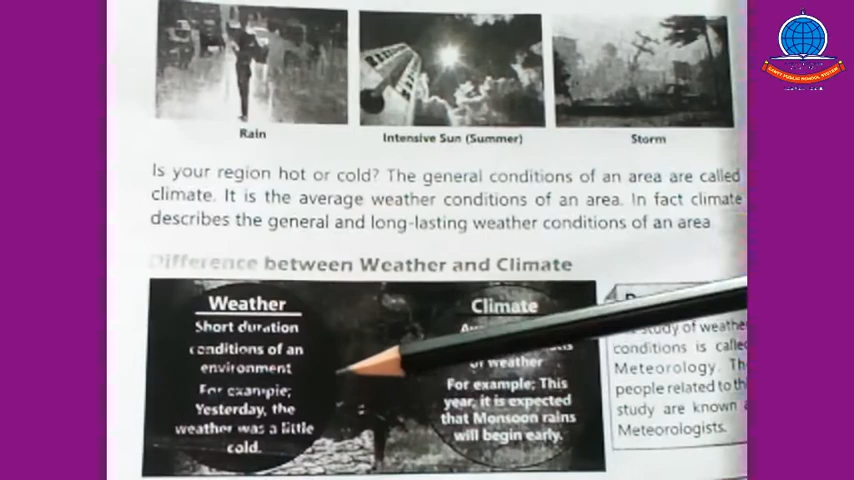 Rain
Intensive Sun (Summer)
Storm
Is your region hot or cold? The general conditions of an area are called
climate. It is the average weather conditions of an area. In fact climate
describes the general and long-lasting weather conditions of an area
Difference between Weather and Climate
Weather
Short duration
conditions of an
environment
For example;
Yesterday, the
weather was a little
cold.
Climate
of weather
For example; This
year, it is expected
that Monsoon rains
will begin early.
study of weather
conditions is called
Meteorology.
people related to
study are known
Meteorologists.